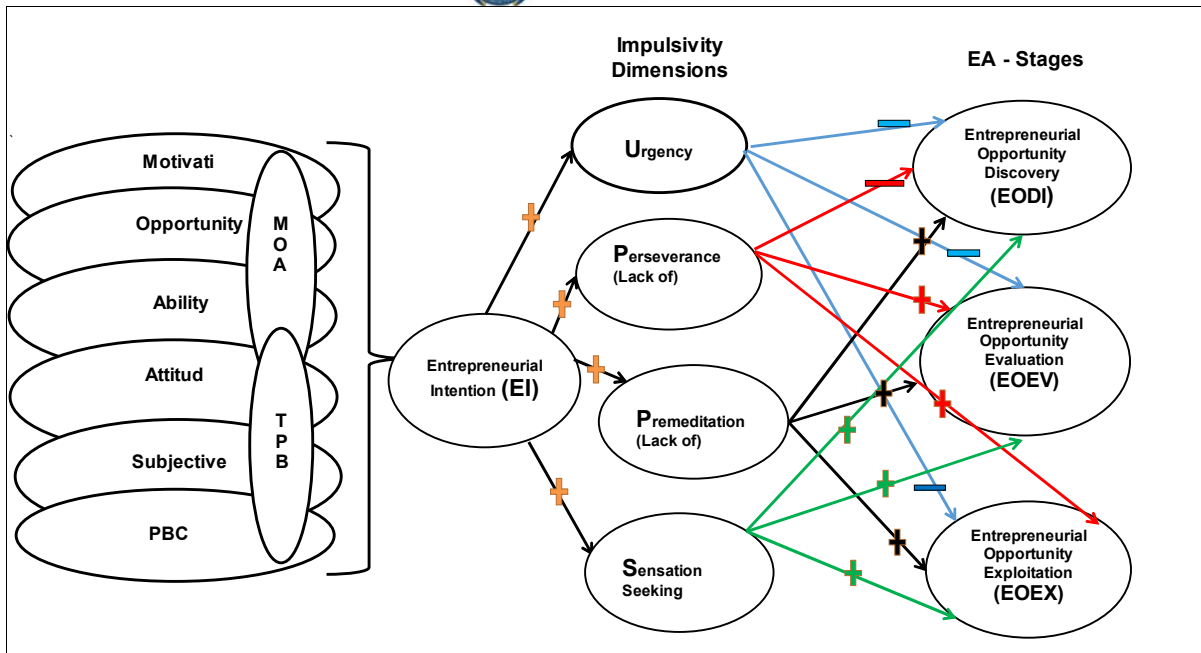 Impulsivity
Dimensions
EA - Stages
Motivati
Opportunity
Ability
Attitud
Subjective
PBC
M
O
A
T
P
B
Entrepreneurial
Intention (EI)
Urgency
Perseverance
(Lack of)
Premeditation
(Lack of)
Sensation
Seeking
Entrepreneurial
Opportunity
Discovery
(EODI)
Entrepreneurial
Opportunity
Evaluation
(EOEV)
Entrepreneurial
Opportunity
Exploitation
(EOEX)